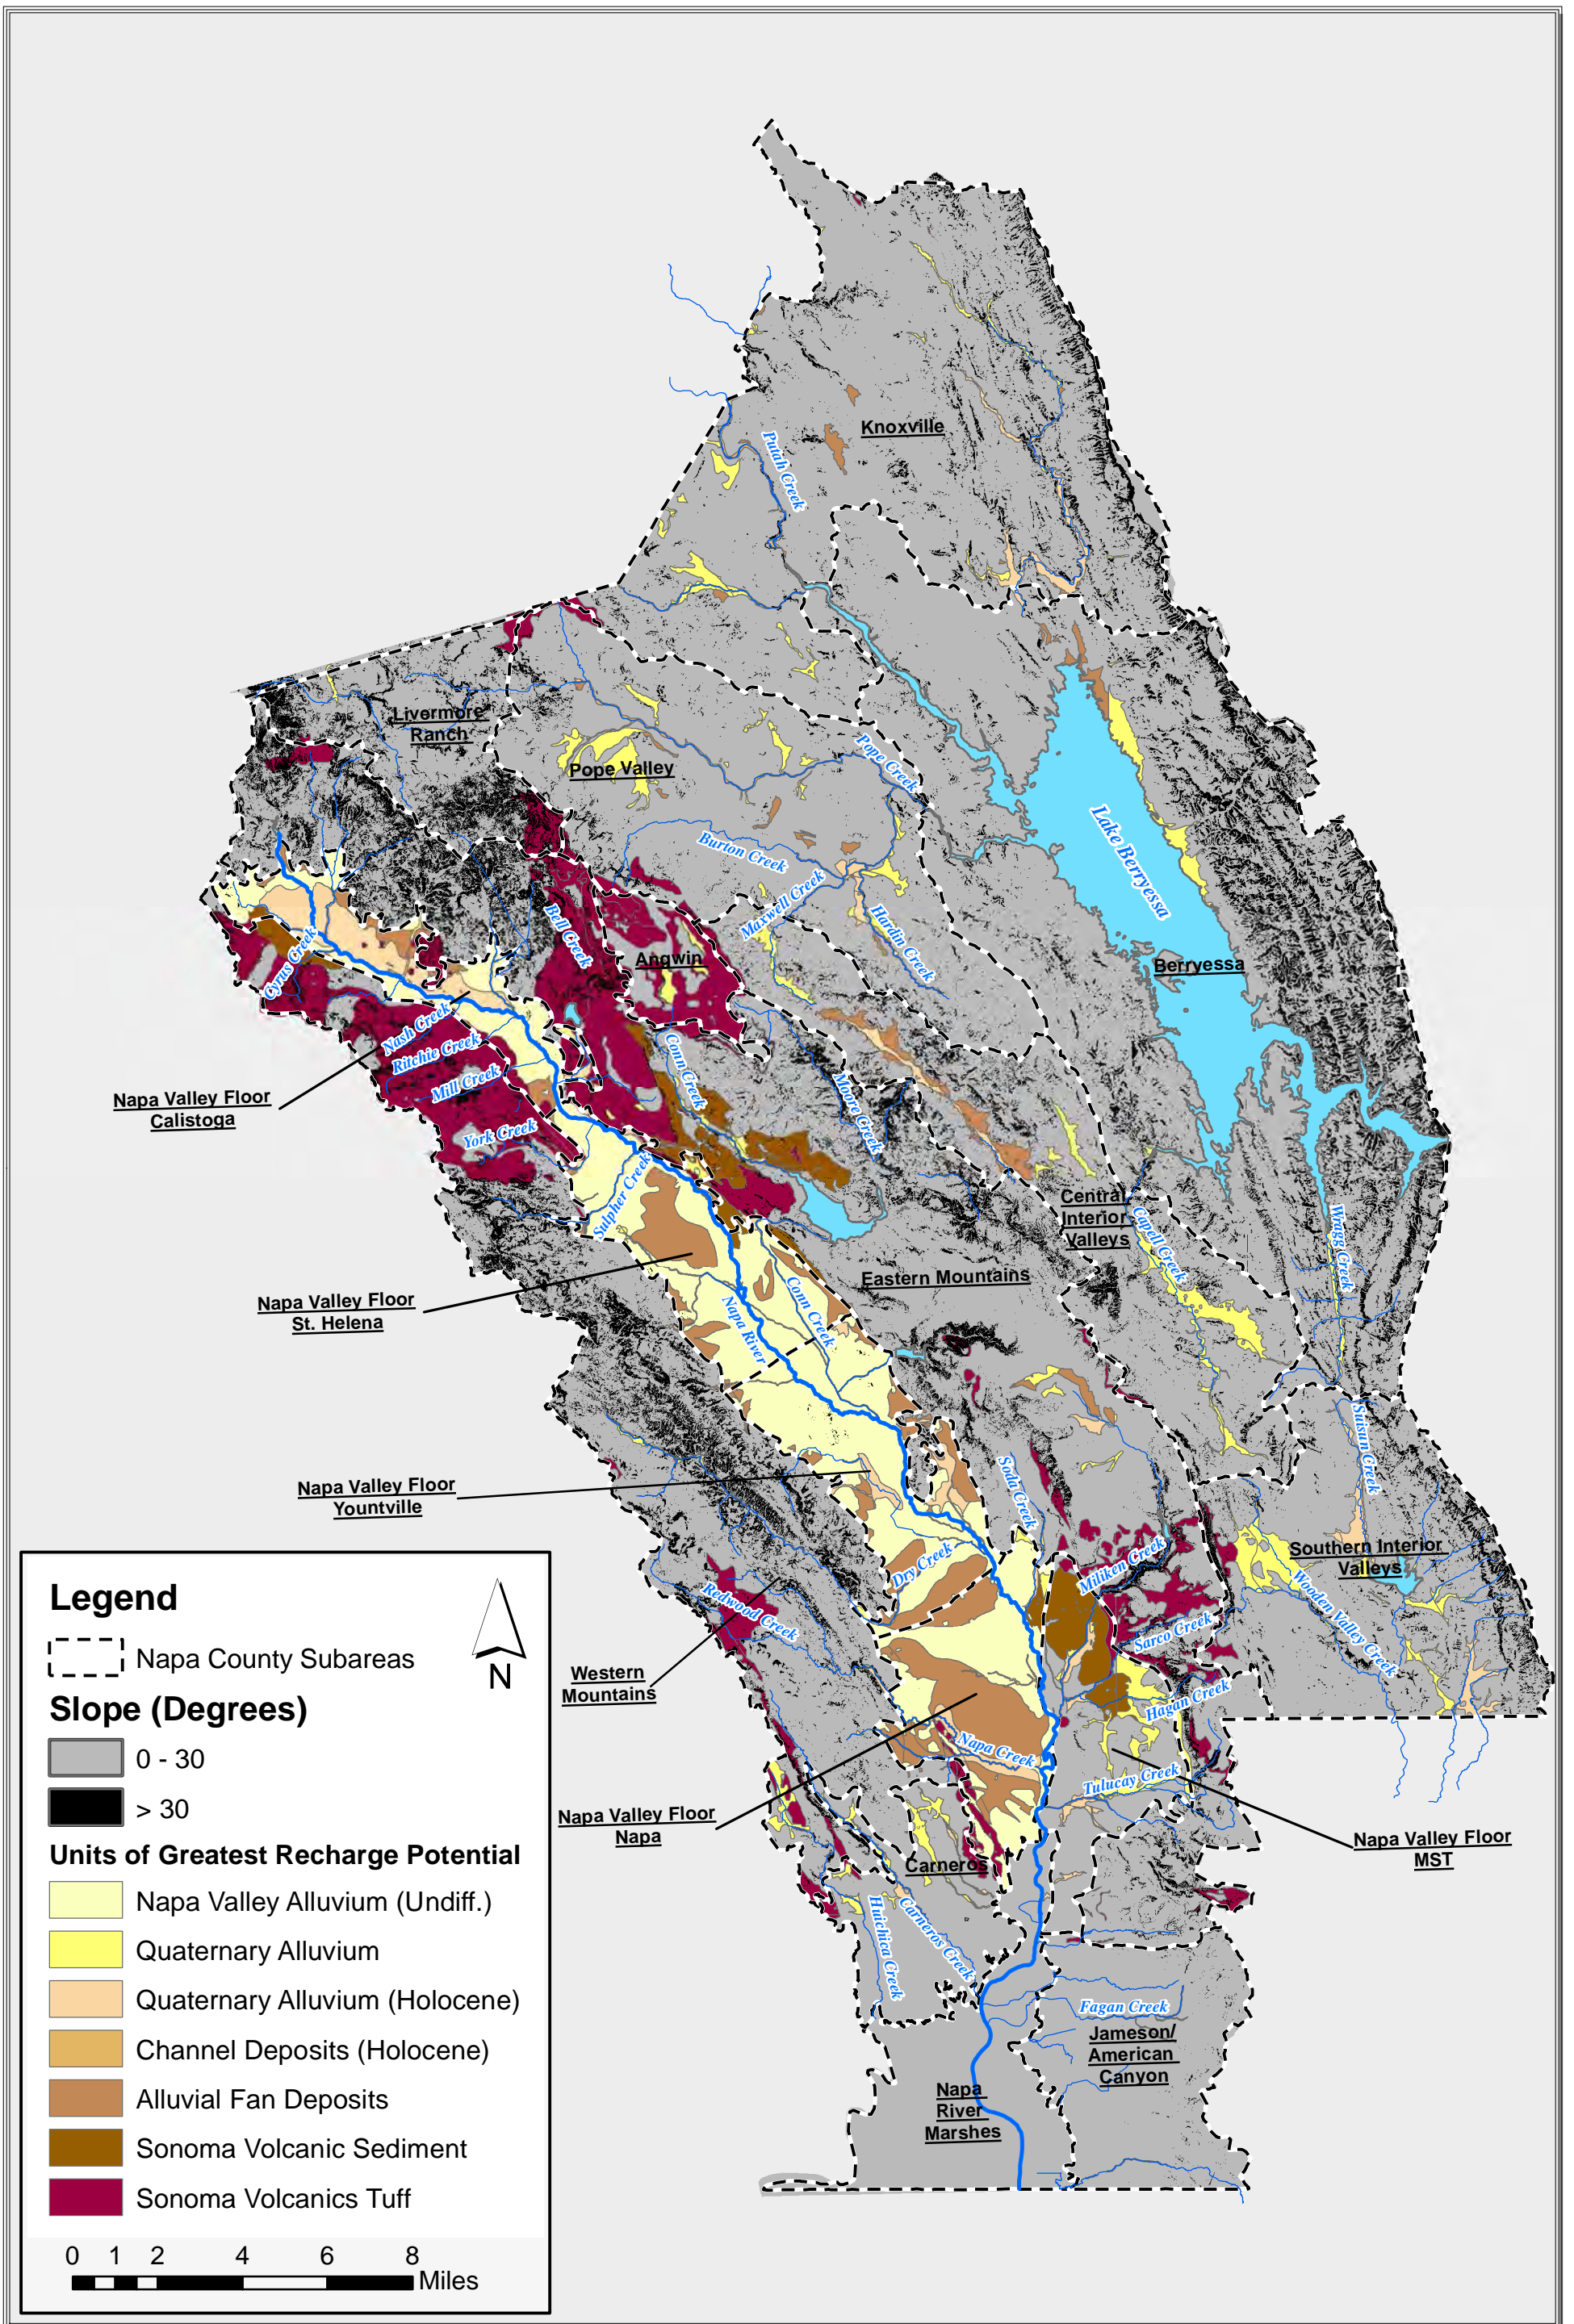 Knoxville
Putah Creek
Livermore
Ranch
Pope Valley
Pope Creek
Lake Berryessa
Burton Creek
Maxwell Creek
Hardin Creek
Bell Creek
Angwin
Berryessa
Cyrus Creek
Nash Creek
Ritchie Creek
Mill Creek
Conn Creek
Moore Creek
Napa Valley Floor
Calistoga
York Creek
Sulpher Creek
Central
Interior
Valleys
Capell Creek
Wragg Creek
Eastern Mountains
Napa Valley Floor
St. Helena
Napa River
Conn Creek
Suisun Creek
Napa Valley Floor
Yountville
Soda Creek
Dry Creek
Miliken Creek
Southern Interior
Valleys
Wooden Valley Creek
Redwood Creek
Sarco Creek
Western
Mountains
Hagan Creek
Napa Creek
Tulucay Creek
Napa Valley Floor
Napa
Napa Valley Floor
MST
Carneros
Huichica Creek
Carneros Creek
Fagan Creek
Jameson/
American
Canyon
Napa
River
Marshes
Legend
Napa County Subareas
N
Slope (Degrees)
0 - 30
> 30
Units of Greatest Recharge Potential
Napa Valley Alluvium (Undiff.)
Quaternary Alluvium
Quaternary Alluvium (Holocene)
Channel Deposits (Holocene)
Alluvial Fan Deposits
Sonoma Volcanic Sediment
Sonoma Volcanics Tuff
0 1 2 4 6 8
Miles